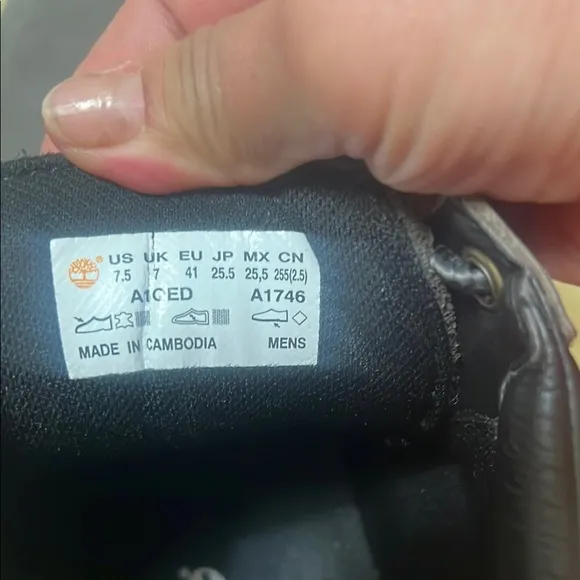 ® US UK EU JP MX CN
7.5 7 41 25.5 25,5 255(2.5)
A1746
MADE IN CAMBODIA MENS